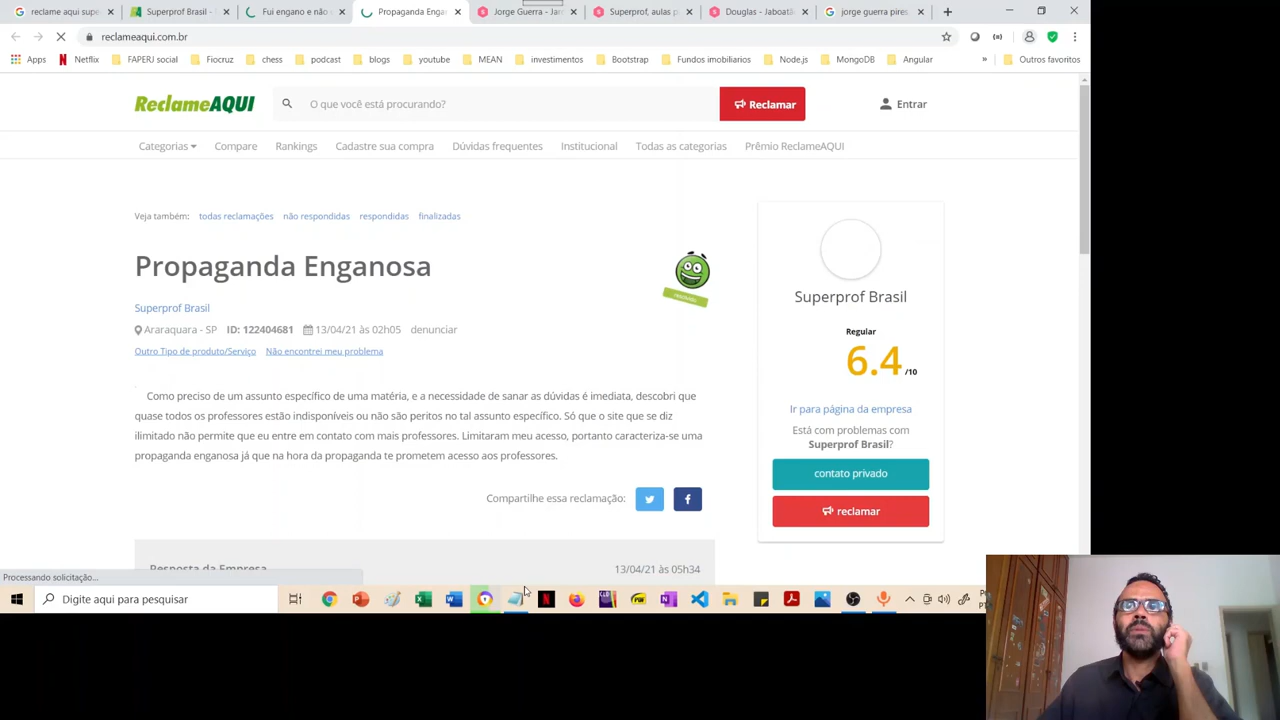 reclame aqui supe
Superprof Brasil -
Fui engano e não e
Propaganda Engan
Jorge Guerra - Jar
Superprof, aulas p
Douglas - Jaboatão
jorge guerra pires
reclameaqui.com.br
Apps
Netflix
FAPERJ social
Fiocruz
chess
podcast
blogs
youtube
MEAN
investimentos
Bootstrap
Fundos imobiliarios
Node.js
MongoDB
Angular
»
Outros favoritos
ReclameAQUI
O que você está procurando?
Reclamar
Entrar
Categorias
Compare
Rankings
Cadastre sua compra
Dúvidas frequentes
Institucional
Todas as categorias
Prêmio ReclameAQUI
Veja também: todas reclamações não respondidas respondidas finalizadas
Propaganda Enganosa
Superprof Brasil
Araraquara - SP ID: 122404681 13/04/21 às 02h05 denunciar
Outro Tipo de produto/Serviço Não encontrei meu problema
Como preciso de um assunto específico de uma matéria, e a necessidade de sanar as dúvidas é imediata, descobri que
quase todos os professores estão indisponíveis ou não são peritos no tal assunto específico. Só que o site que se diz
ilimitado não permite que eu entre em contato com mais professores. Limitaram meu acesso, portanto caracteriza-se uma
propaganda enganosa já que na hora da propaganda te prometem acesso aos professores.
Compartilhe essa reclamação:
Resposta da Empresa
13/04/21 às 05h34
Superprof Brasil
Regular
6.4 /10
Ir para página da empresa
Está com problemas com
Superprof Brasil?
contato privado
reclamar
Processando solicitação...
Digite aqui para pesquisar